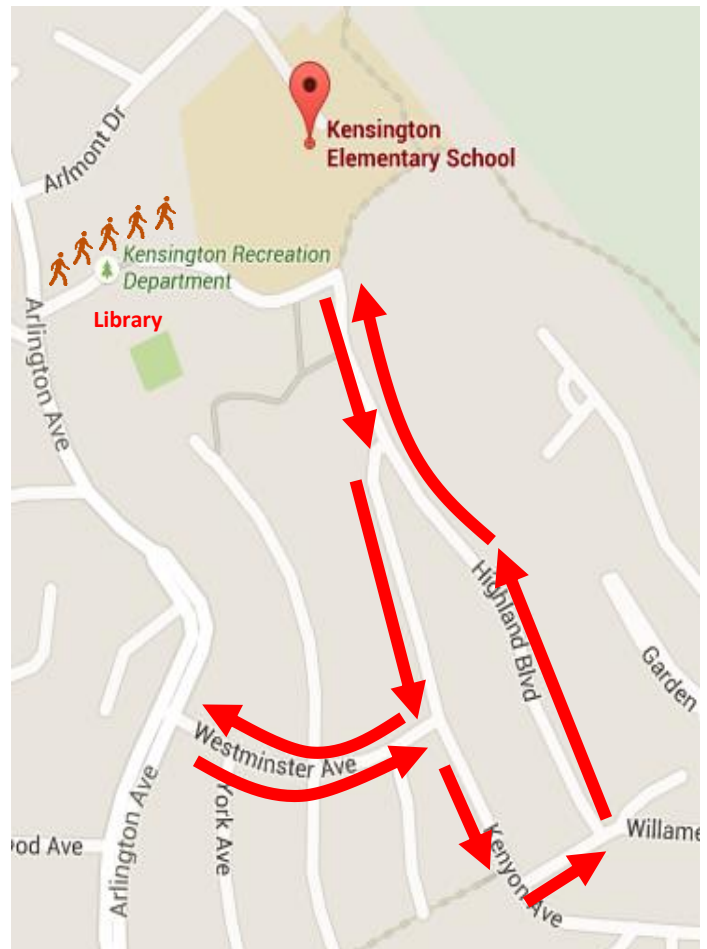 Kensington
Elementary School
Arlmont Dr
Kensington Recreation
Department
Library
Arlington Ave
Highland Blvd
Garden
Westminster Ave
York Ave
Arlington Ave
Kenyon Ave
Willame
ood Ave